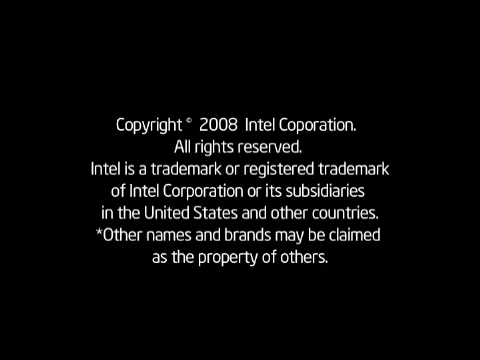 Copyright © 2008 Intel Coporation.
All rights reserved.
Intel is a trademark or registered trademark
of Intel Corporation or its subsidiaries
in the United States and other countries.
*Other names and brands may be claimed
as the property of others.